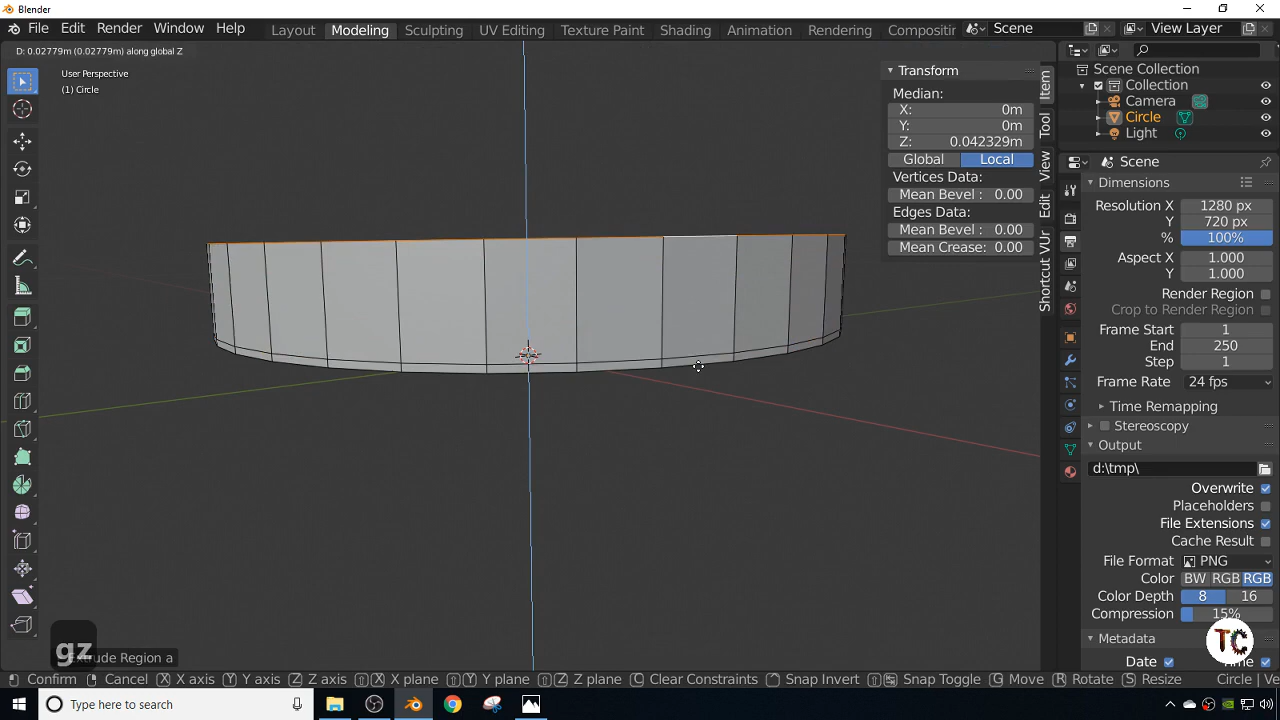 Blender
File Edit Render Window Help Layout Modeling Sculpting UV Editing Texture Paint Shading Animation Rendering Compositin Scene View Layer
D: 0.02779m (0.02779m) along global Z
User Perspective
(1) Circle
Transform
Median:
X: 0m
Y: 0m
Z: 0.042329m
Global Local
Vertices Data:
Mean Bevel : 0.00
Edges Data:
Mean Bevel : 0.00
Mean Crease: 0.00
Item
Tool
View
Edit
Shortcut VUr
Scene Collection
Collection
Camera
Circle
Light
Scene
Dimensions
Resolution X 1280 px
Y 720 px
% 100%
Aspect X 1.000
Y 1.000
Render Region
Crop to Render Region
Frame Start 1
End 250
Step 1
Frame Rate 24 fps
Time Remapping
Stereoscopy
Output
d:\tmp\
Overwrite
Placeholders
File Extensions
Cache Result
File Format PNG
Color BW RGB RGB
Color Depth 8 16
Compression 15%
Metadata
Date
TC
gz
Extrude Region a
Confirm Cancel X X axis Y Y axis Z Z axis X X plane Y Y plane Z Z plane C Clear Constraints Snap Invert Snap Toggle G Move R Rotate S Resize Circle | Ve
Type here to search